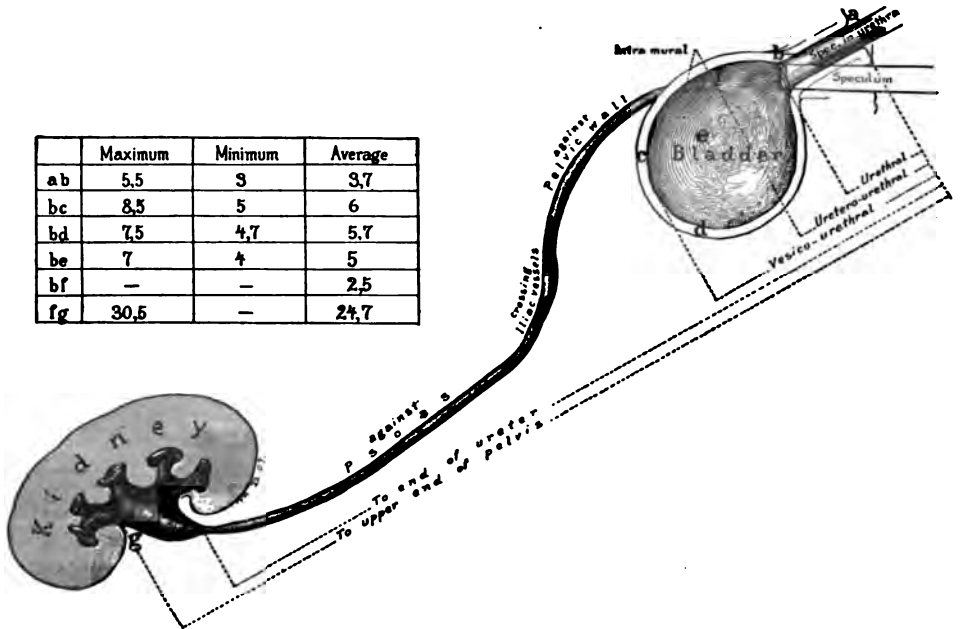 a
Spec. in urethra
b
Intra mural
Speculum
f
e
c
Bladder
d
against
Pelvic wall
Urethral
Uretero-urethral
Vesico-urethral
Maximum Minimum Average
ab 5,5 3 3,7
bc 8,5 5 6
bd 7,5 4,7 5,7
be 7 4 5
bf — — 2,5
fg 30,5 — 24,7
crossing
Iliac vessels
against
Psoas
To end of ureter
To upper end of pelvis
Kidney
g